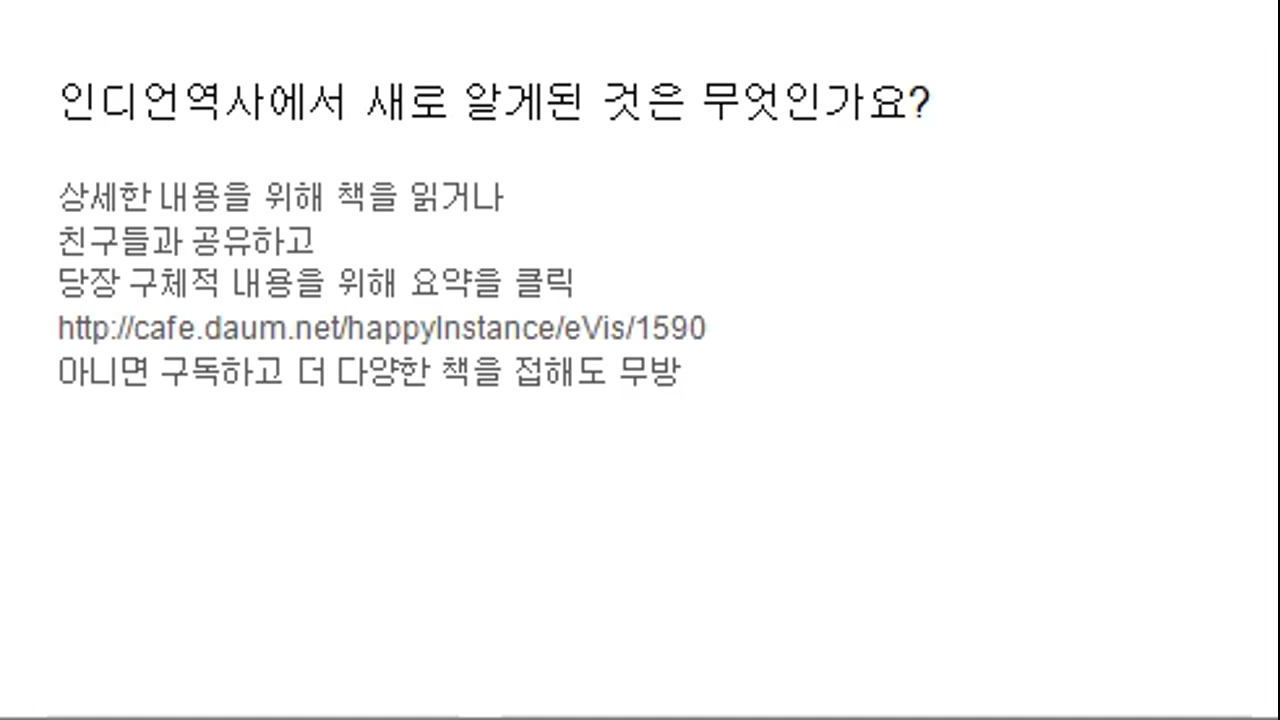 인디언역사에서 새로 알게된 것은 무엇인가요?
상세한 내용을 위해 책을 읽거나
친구들과 공유하고
당장 구체적 내용을 위해 요약을 클릭
http://cafe.daum.net/happyInstance/eVis/1590
아니면 구독하고 더 다양한 책을 접해도 무방